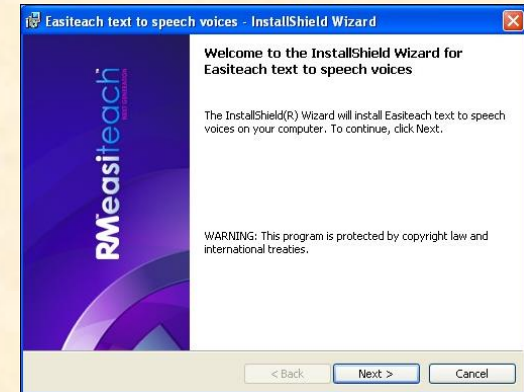 Easiteach text to speech voices - InstallShield Wizard
RM easiteach
NEXT GENERATION
Welcome to the InstallShield Wizard for
Easiteach text to speech voices
The InstallShield(R) Wizard will install Easiteach text to speech
voices on your computer. To continue, click Next.
WARNING: This program is protected by copyright law and
international treaties.
< Back
Next >
Cancel